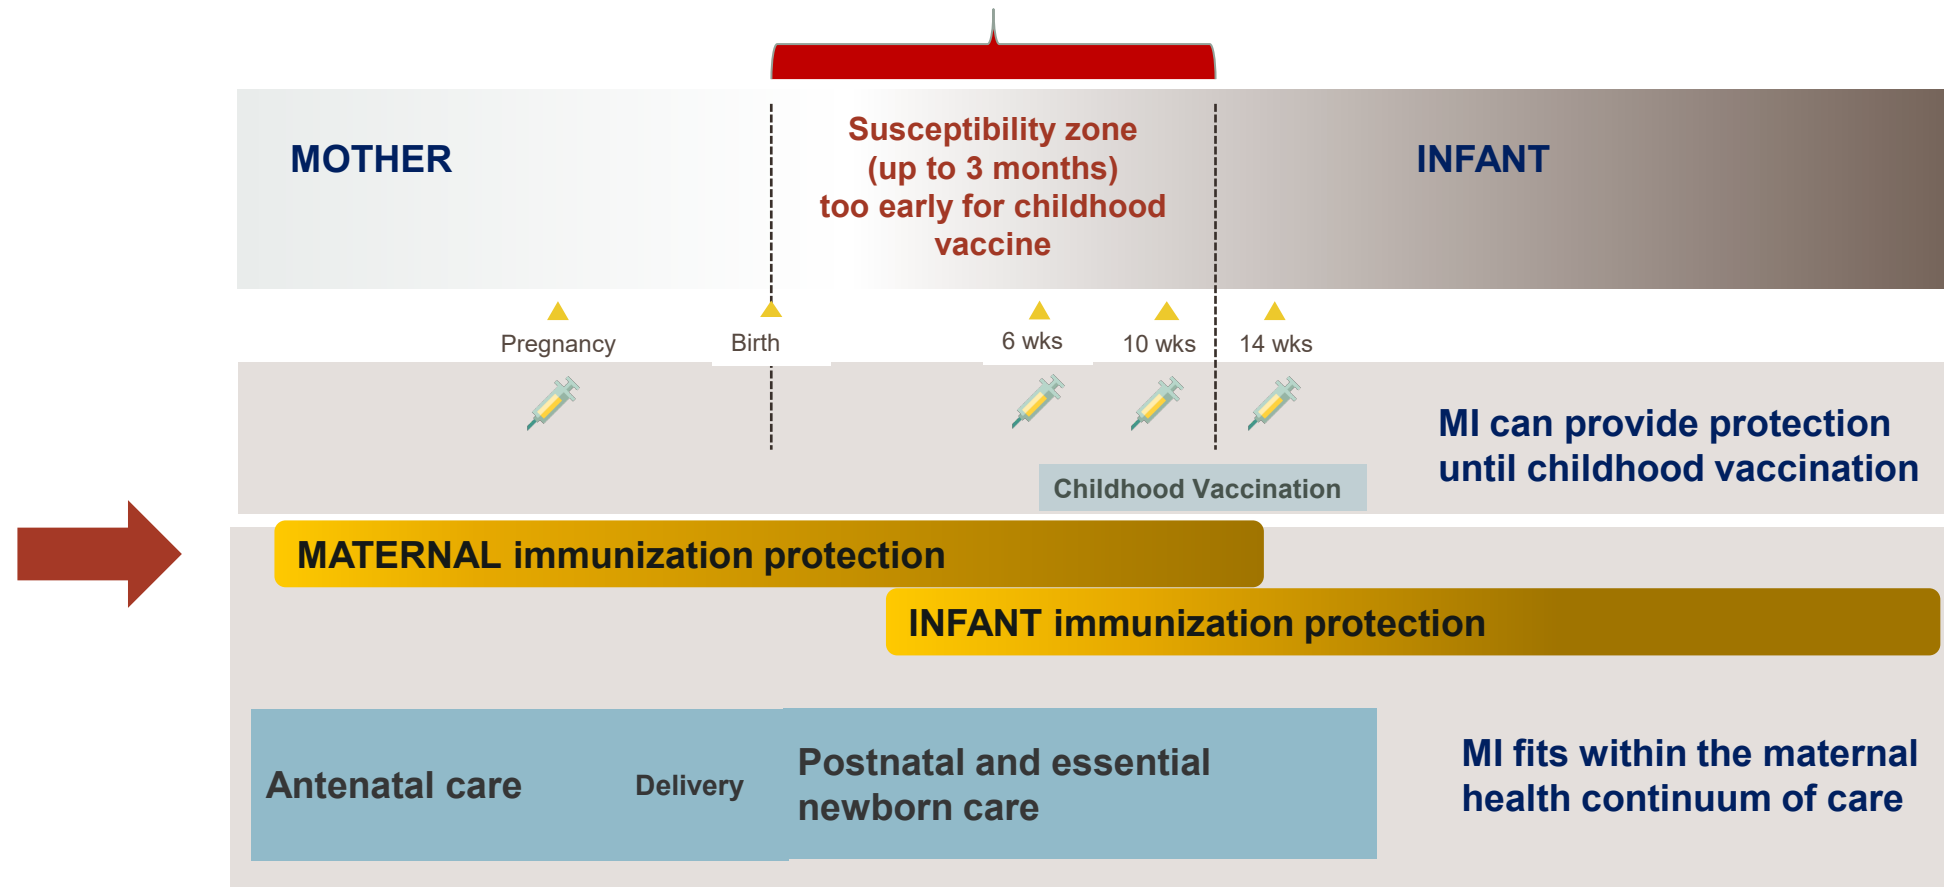 MOTHER
Susceptibility zone
(up to 3 months)
too early for childhood
vaccine
INFANT
Pregnancy
Birth
6 wks
10 wks
14 wks
MI can provide protection
until childhood vaccination
Childhood Vaccination
MATERNAL immunization protection
INFANT immunization protection
Antenatal care
Delivery
Postnatal and essential
newborn care
MI fits within the maternal
health continuum of care